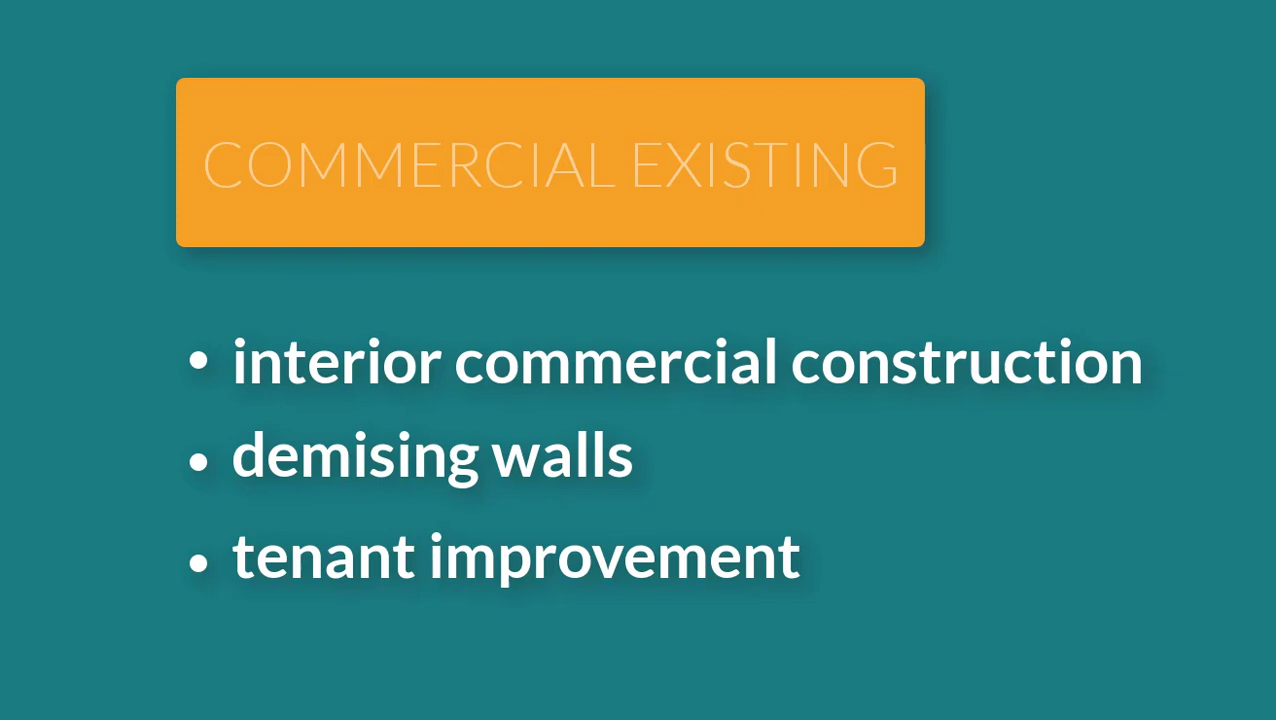 COMMERCIAL EXISTING
• interior commercial construction
• demising walls
• tenant improvement